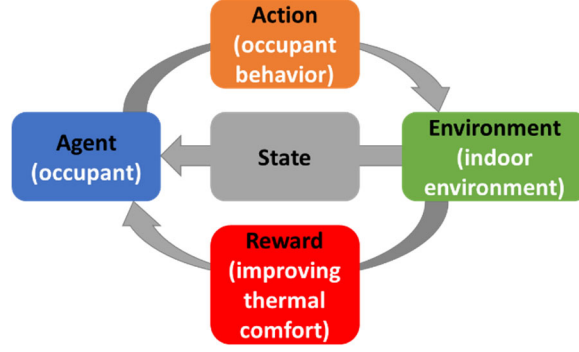 Action
(occupant
behavior)
Agent
(occupant)
State
Environment
(indoor
environment)
Reward
(improving
thermal
comfort)